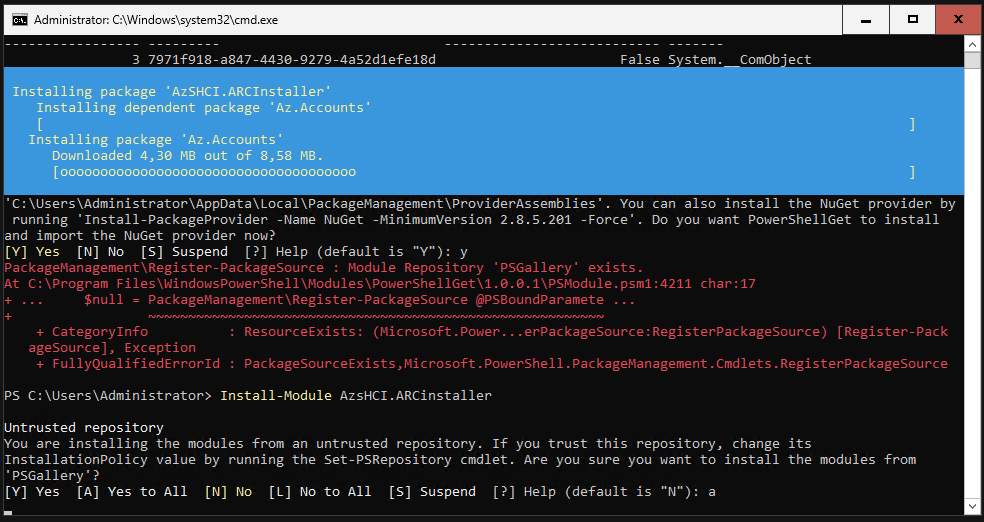 Administrator: C:\Windows\system32\cmd.exe
----------------- --------- --------------------------- -------
3 7971f918-a847-4430-9279-4a52d1efe18d False System.__ComObject
Installing package 'AzSHCI.ARCInstaller'
Installing dependent package 'Az.Accounts'
[ ]
Installing package 'Az.Accounts'
Downloaded 4,30 MB out of 8,58 MB.
[ooooooooooooooooooooooooooooooooooooo ]
'C:\Users\Administrator\AppData\Local\PackageManagement\ProviderAssemblies'. You can also install the NuGet provider by
running 'Install-PackageProvider -Name NuGet -MinimumVersion 2.8.5.201 -Force'. Do you want PowerShellGet to install
and import the NuGet provider now?
[Y] Yes [N] No [S] Suspend [?] Help (default is "Y"): y
PackageManagement\Register-PackageSource : Module Repository 'PSGallery' exists.
At C:\Program Files\WindowsPowerShell\Modules\PowerShellGet\1.0.0.1\PSModule.psm1:4211 char:17
+ ... $null = PackageManagement\Register-PackageSource @PSBoundParamete ...
+ ~~~~~~~~~~~~~~~~~~~~~~~~~~~~~~~~~~~~~~~~~~~~~~~~~~~~~~~~~
+ CategoryInfo : ResourceExists: (Microsoft.Power...erPackageSource:RegisterPackageSource) [Register-Pack
ageSource], Exception
+ FullyQualifiedErrorId : PackageSourceExists,Microsoft.PowerShell.PackageManagement.Cmdlets.RegisterPackageSource
PS C:\Users\Administrator> Install-Module AzsHCI.ARCinstaller
Untrusted repository
You are installing the modules from an untrusted repository. If you trust this repository, change its
InstallationPolicy value by running the Set-PSRepository cmdlet. Are you sure you want to install the modules from
'PSGallery'?
[Y] Yes [A] Yes to All [N] No [L] No to All [S] Suspend [?] Help (default is "N"): a